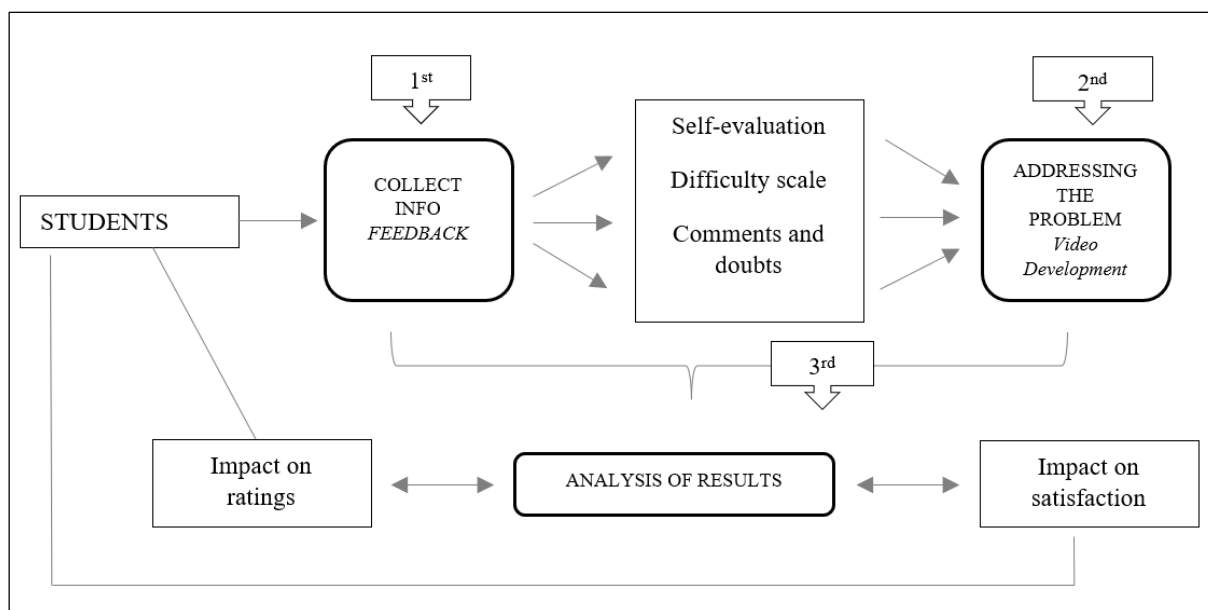 1st
2nd
Self-evaluation
Difficulty scale
Comments and
doubts
COLLECT
INFO
FEEDBACK
ADDRESSING
THE
PROBLEM
Video
Development
STUDENTS
3rd
Impact on
ratings
ANALYSIS OF RESULTS
Impact on
satisfaction